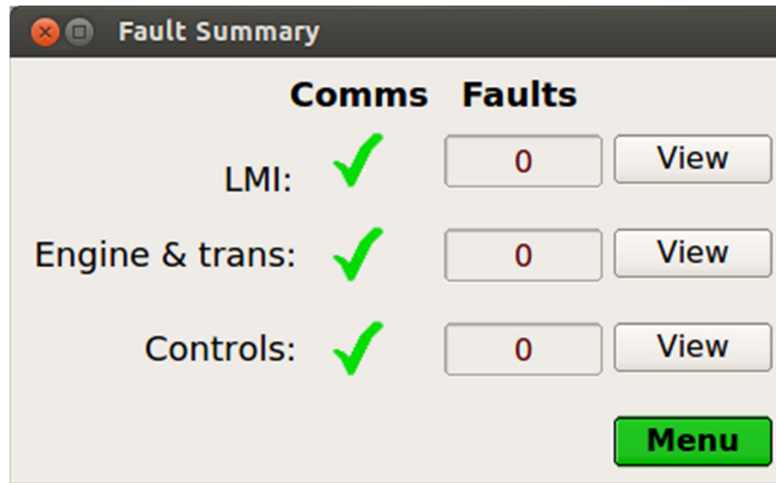 Fault Summary
Comms Faults
LMI: 0 View
Engine & trans: 0 View
Controls: 0 View
Menu